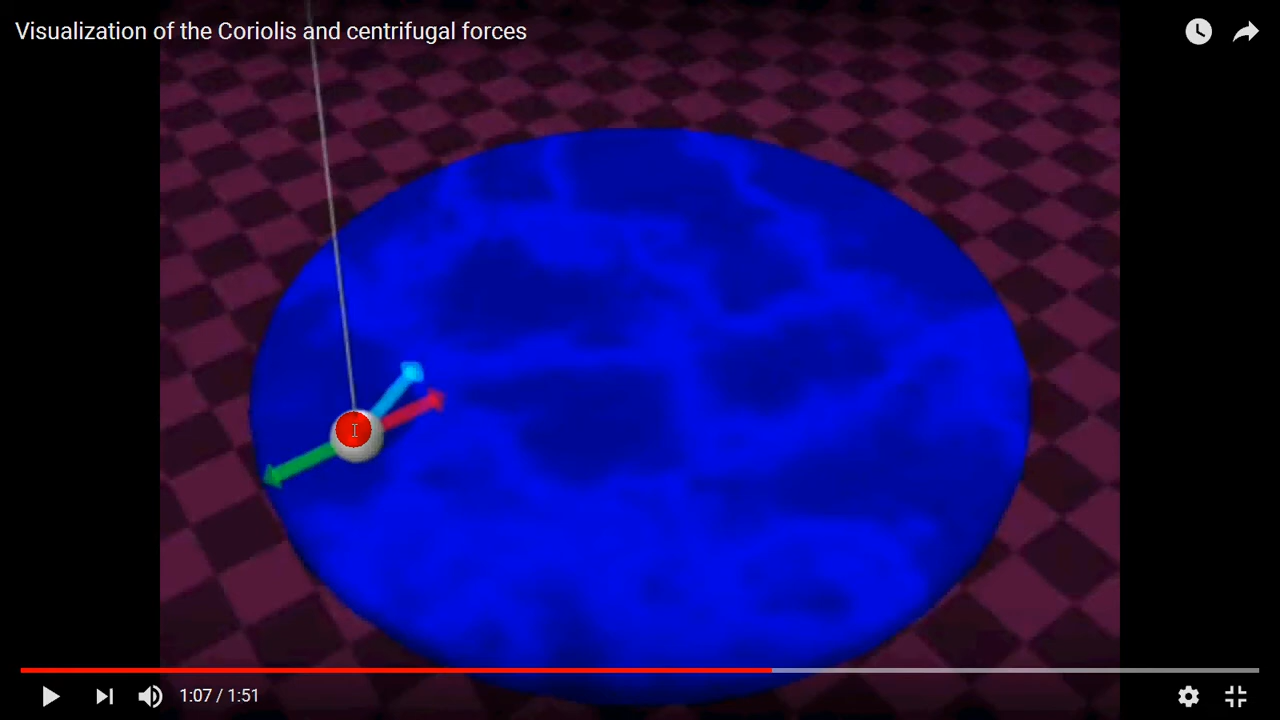 Visualization of the Coriolis and centrifugal forces
1:07 / 1:51